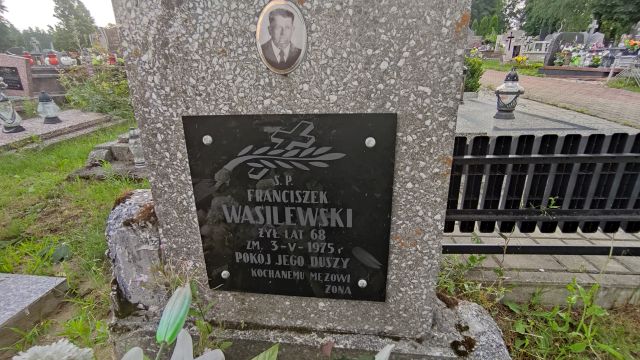 Ś. P.
FRANCISZEK
WASILEWSKI
ŻYŁ LAT 68
ZM. 3-V-1975 r
POKÓJ JEGO DUSZY
KOCHANEMU MĘŻOWI
ŻONA